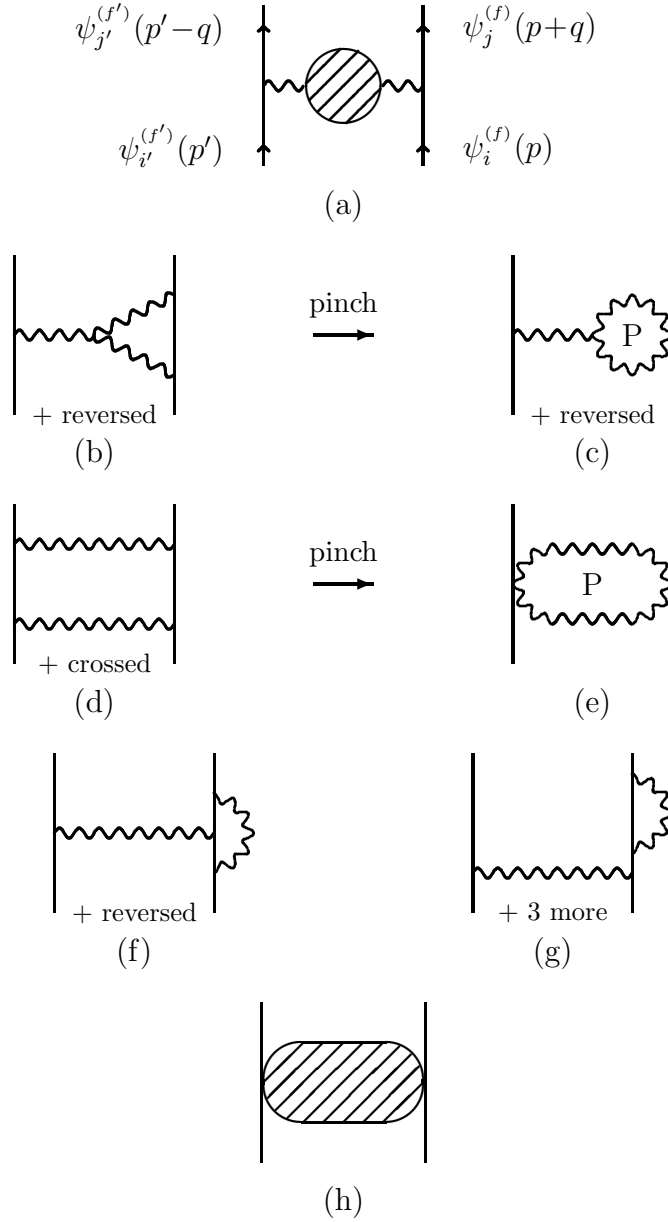 ψ_{j′}^{(f′)}(p′−q) ψ_j^{(f)}(p+q)
ψ_{i′}^{(f′)}(p′) ψ_i^{(f)}(p)
(a)
pinch
P
+ reversed + reversed
(b) (c)
pinch
P
+ crossed
(d) (e)
+ reversed + 3 more
(f) (g)
(h)